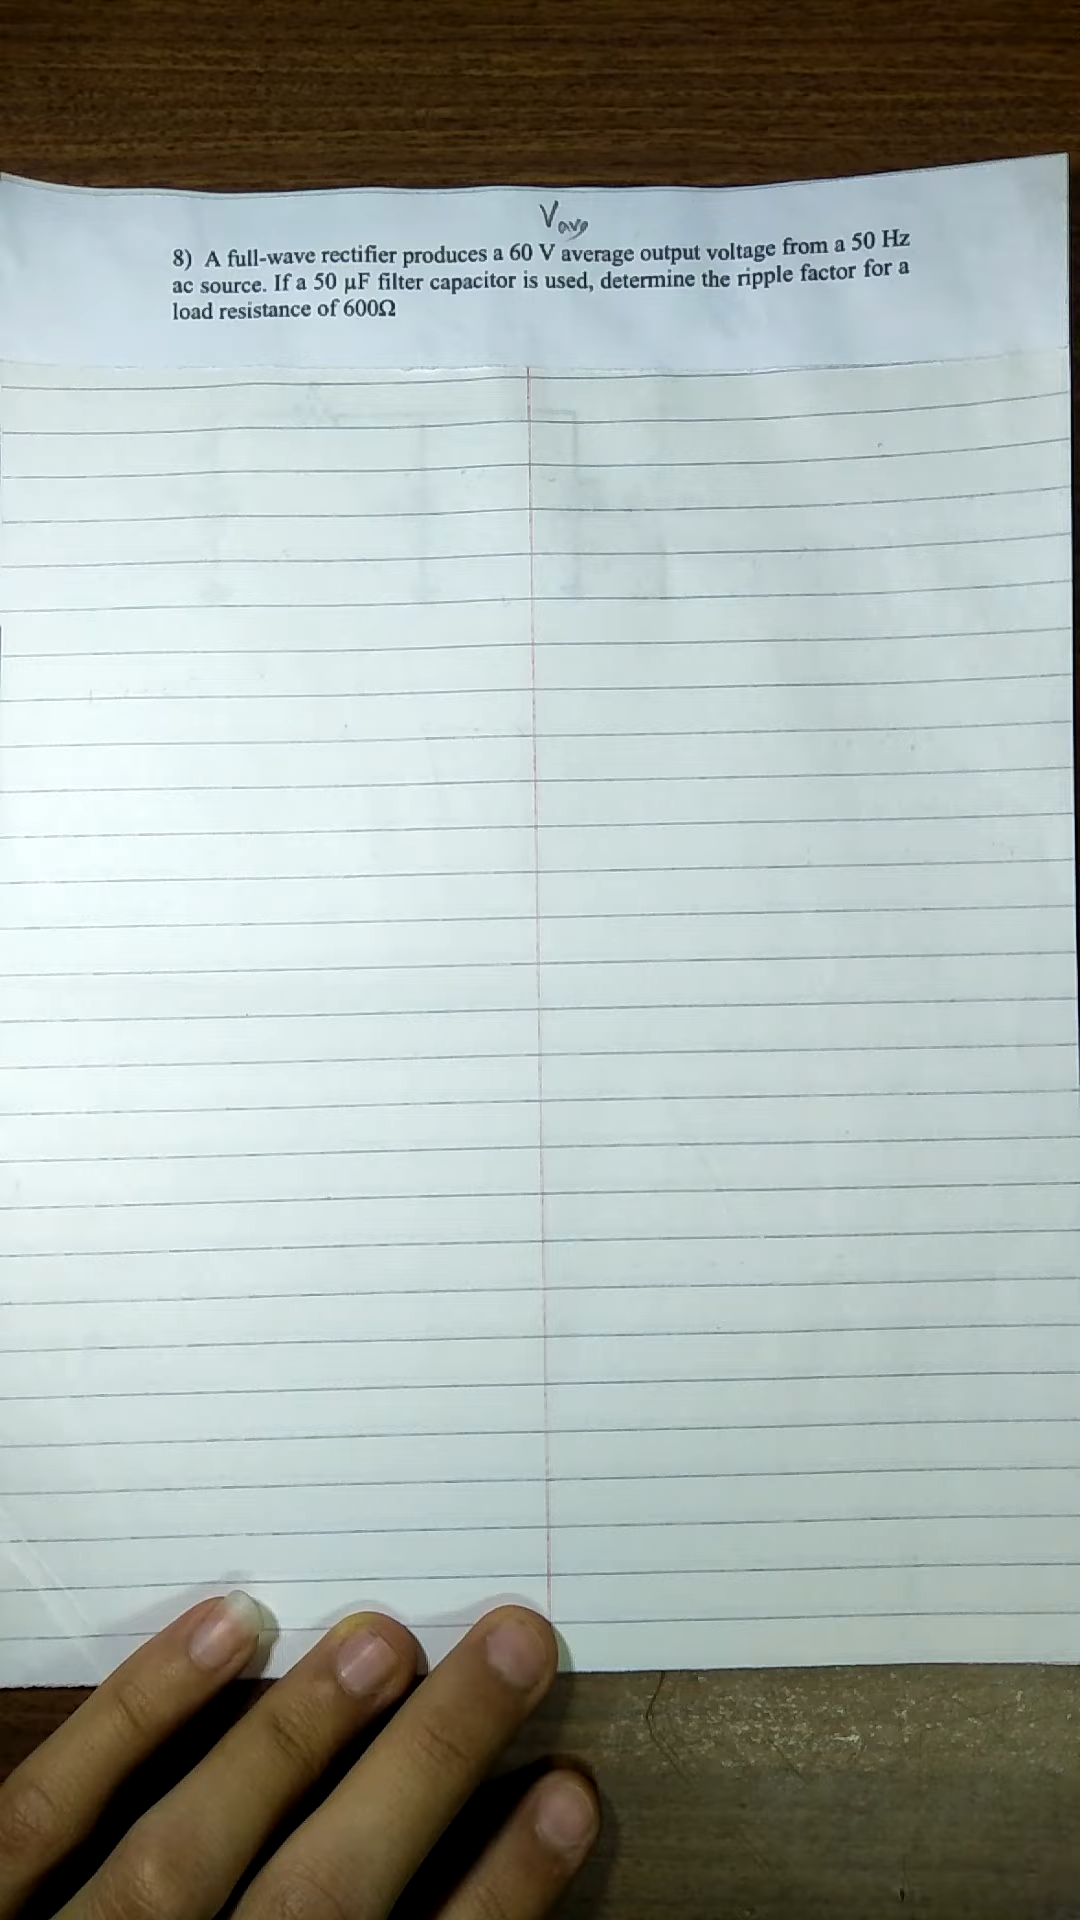 Vavg
8) A full-wave rectifier produces a 60 V average output voltage from a 50 Hz
ac source. If a 50 μF filter capacitor is used, determine the ripple factor for a
load resistance of 600Ω